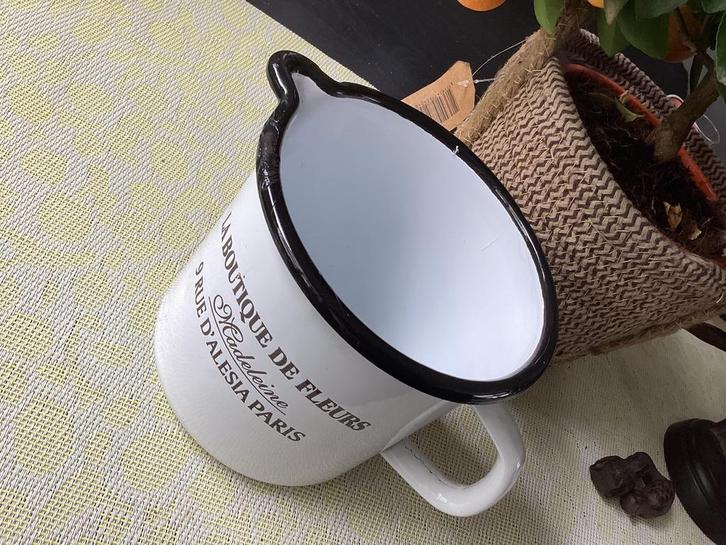 LA BOUTIQUE DE FLEURS
Madeleine
9 RUE D'ALESIA PARIS